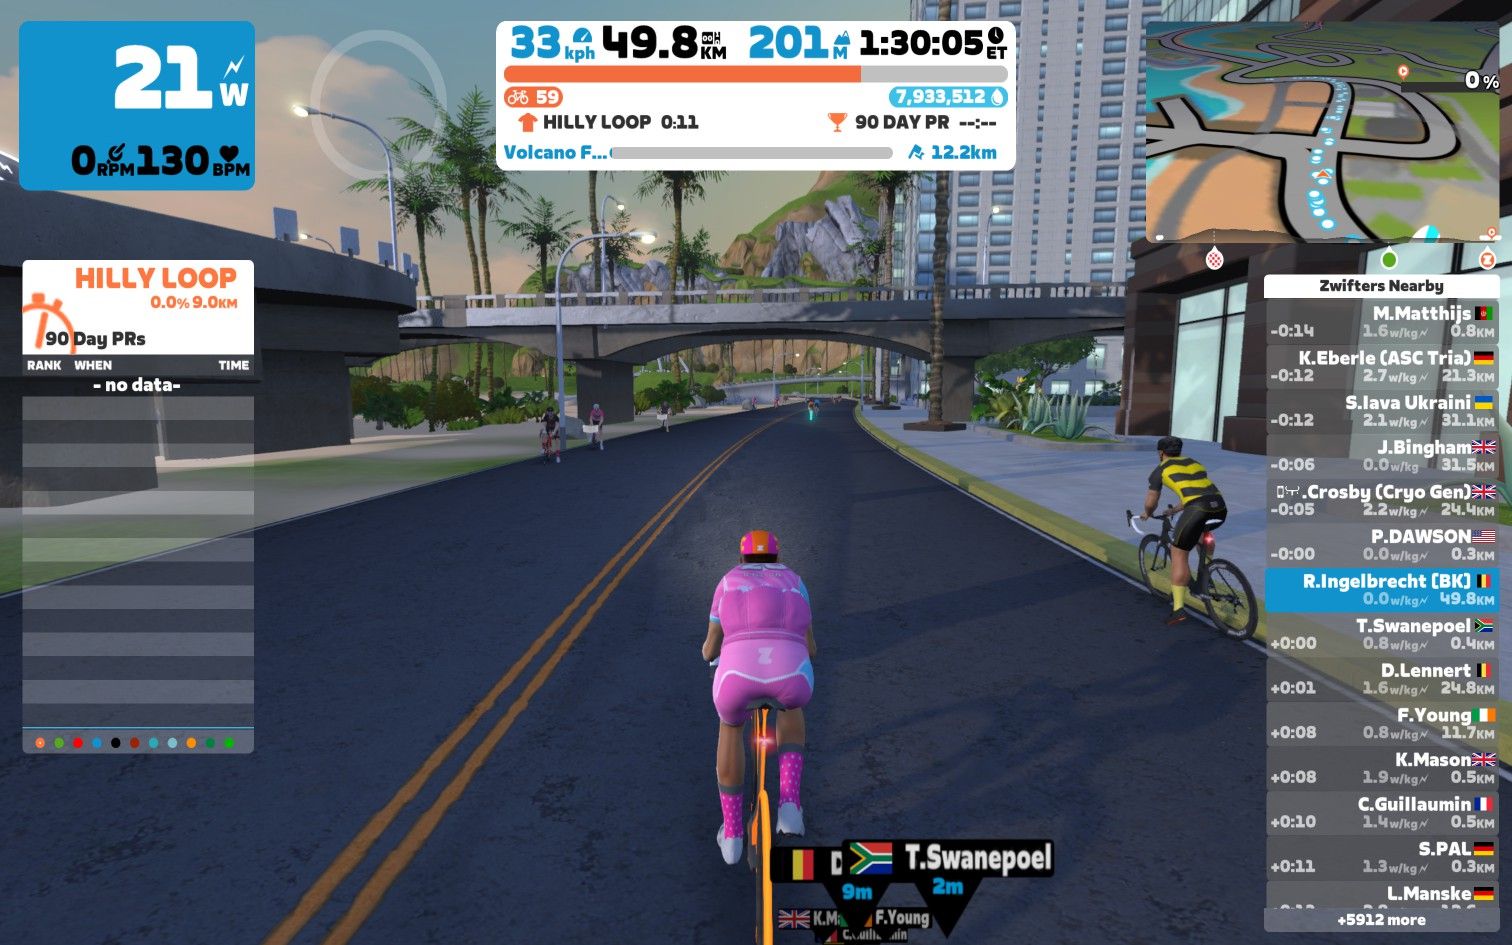 21 W
0 RPM 130 BPM
33 kph 49.8 KM 201 M 1:30:05 ET
59
7,933,512
HILLY LOOP 0:11
90 DAY PR --:--
Volcano F...
12.2km
0 %
HILLY LOOP
0.0% 9.0KM
90 Day PRs
RANK WHEN TIME
- no data-
Zwifters Nearby
M.Matthijs
-0:14 1.6w/kg 0.8KM
K.Eberle (ASC Tria)
-0:12 2.7w/kg 21.3KM
S.lava Ukraini
-0:12 2.1w/kg 31.1KM
J.Bingham
-0:06 0.0w/kg 31.5KM
.Crosby (Cryo Gen)
-0:05 2.2w/kg 24.4KM
P.DAWSON
-0:00 0.0w/kg 0.3KM
R.Ingelbrecht (BK)
0.0w/kg 49.8KM
T.Swanepoel
+0:00 0.8w/kg 0.4KM
D.Lennert
+0:01 1.6w/kg 24.8KM
F.Young
+0:08 0.8w/kg 11.7KM
K.Mason
+0:08 1.9w/kg 0.5KM
C.Guillaumin
+0:10 1.4w/kg 0.5KM
S.PAL
+0:11 1.3w/kg 0.3KM
L.Manske
+5912 more
D T.Swanepoel
9m 2m
K.M F.Young